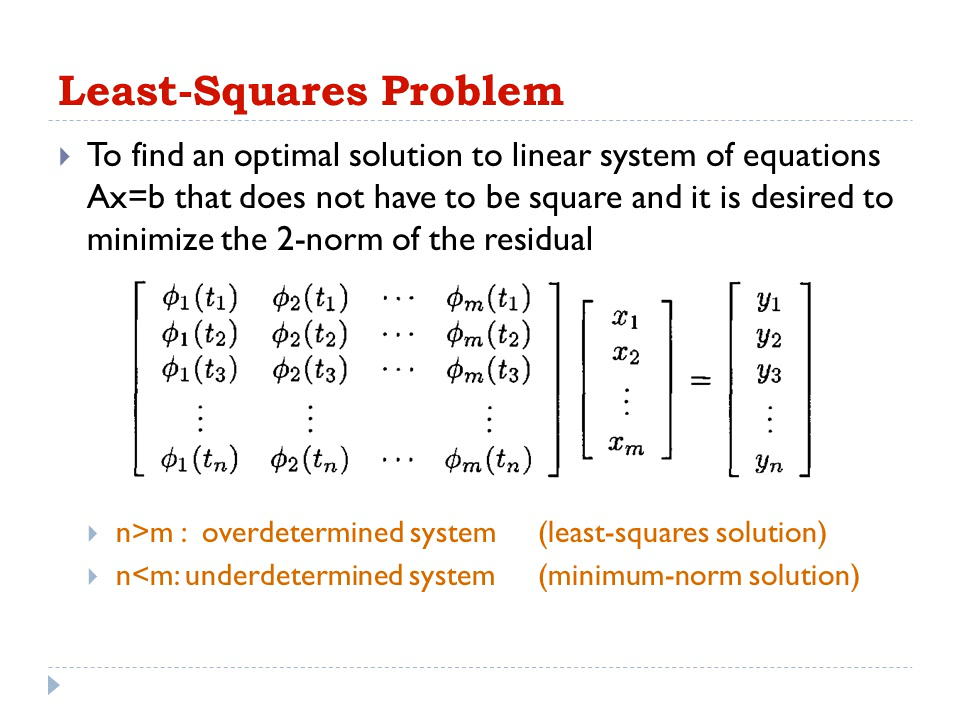 Least-Squares Problem
To find an optimal solution to linear system of equations
Ax=b that does not have to be square and it is desired to
minimize the 2-norm of the residual
ϕ₁(t₁) ϕ₂(t₁) ⋯ ϕₘ(t₁)
ϕ₁(t₂) ϕ₂(t₂) ⋯ ϕₘ(t₂)
ϕ₁(t₃) ϕ₂(t₃) ⋯ ϕₘ(t₃)
⋮ ⋮ ⋮
ϕ₁(tₙ) ϕ₂(tₙ) ⋯ ϕₘ(tₙ)
x₁
x₂
⋮
xₘ
=
y₁
y₂
y₃
⋮
yₙ
n>m : overdetermined system (least-squares solution)
n<m: underdetermined system (minimum-norm solution)